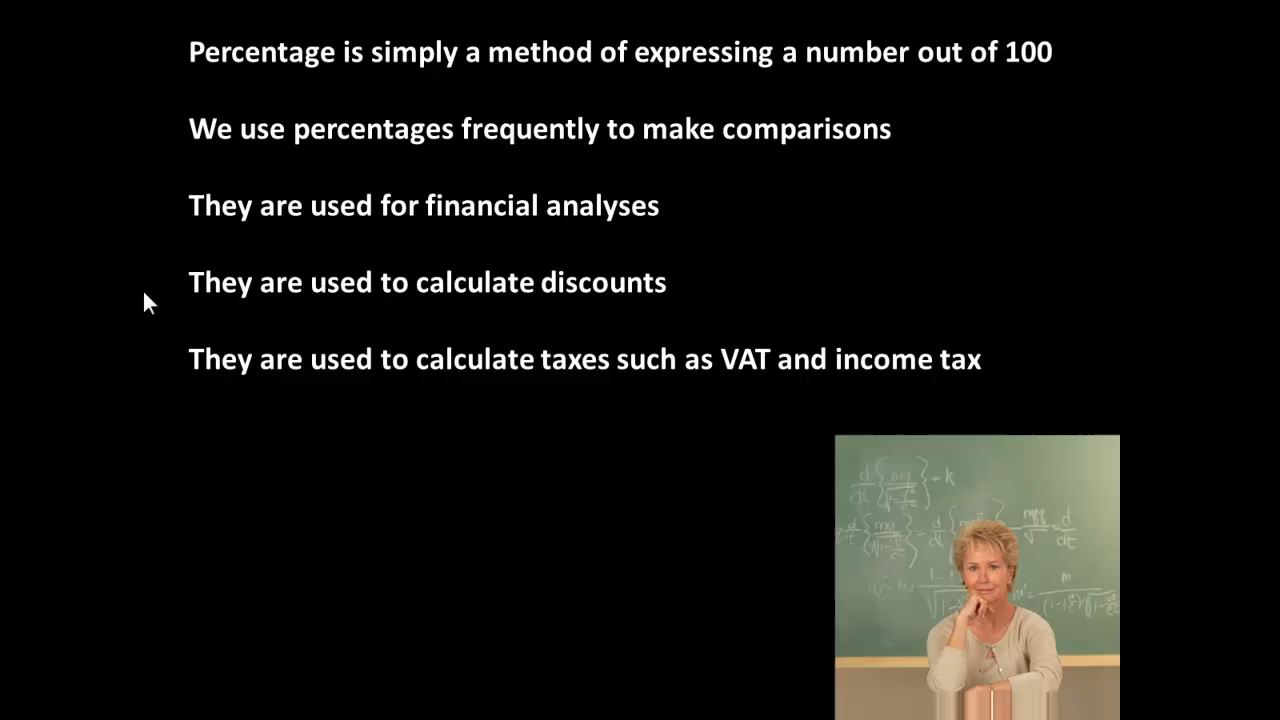 Percentage is simply a method of expressing a number out of 100
We use percentages frequently to make comparisons
They are used for financial analyses
They are used to calculate discounts
They are used to calculate taxes such as VAT and income tax